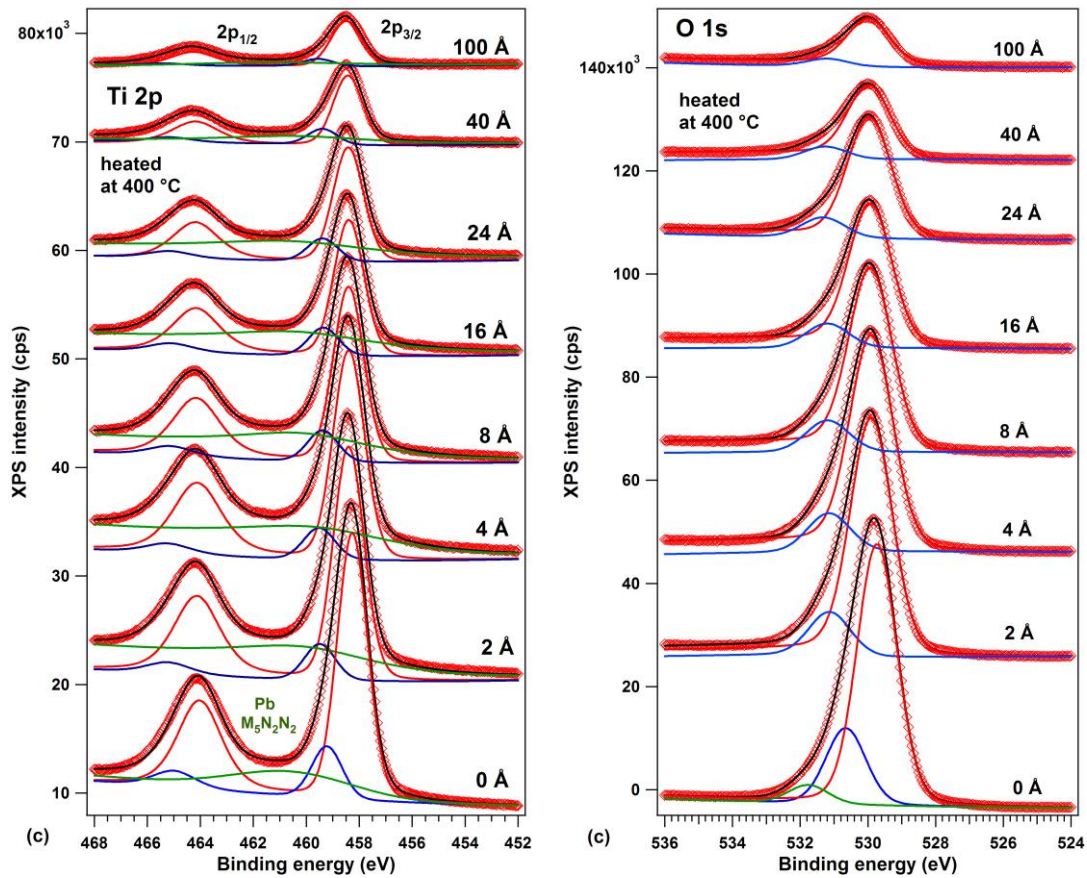 80x10³
2p₁/₂
2p₃/₂
100 Å
Ti 2p
40 Å
70
heated
at 400 °C
24 Å
60
16 Å
50
8 Å
40
4 Å
30
2 Å
20
Pb
M₅N₂N₂
0 Å
10
XPS intensity (cps)
468
466
464
462
460
458
456
454
452
(c)
Binding energy (eV)
O 1s
100 Å
140x10³
heated
at 400 °C
40 Å
120
24 Å
100
16 Å
80
8 Å
60
4 Å
40
2 Å
20
0
0 Å
XPS intensity (cps)
536
534
532
530
528
526
524
(c)
Binding energy (eV)